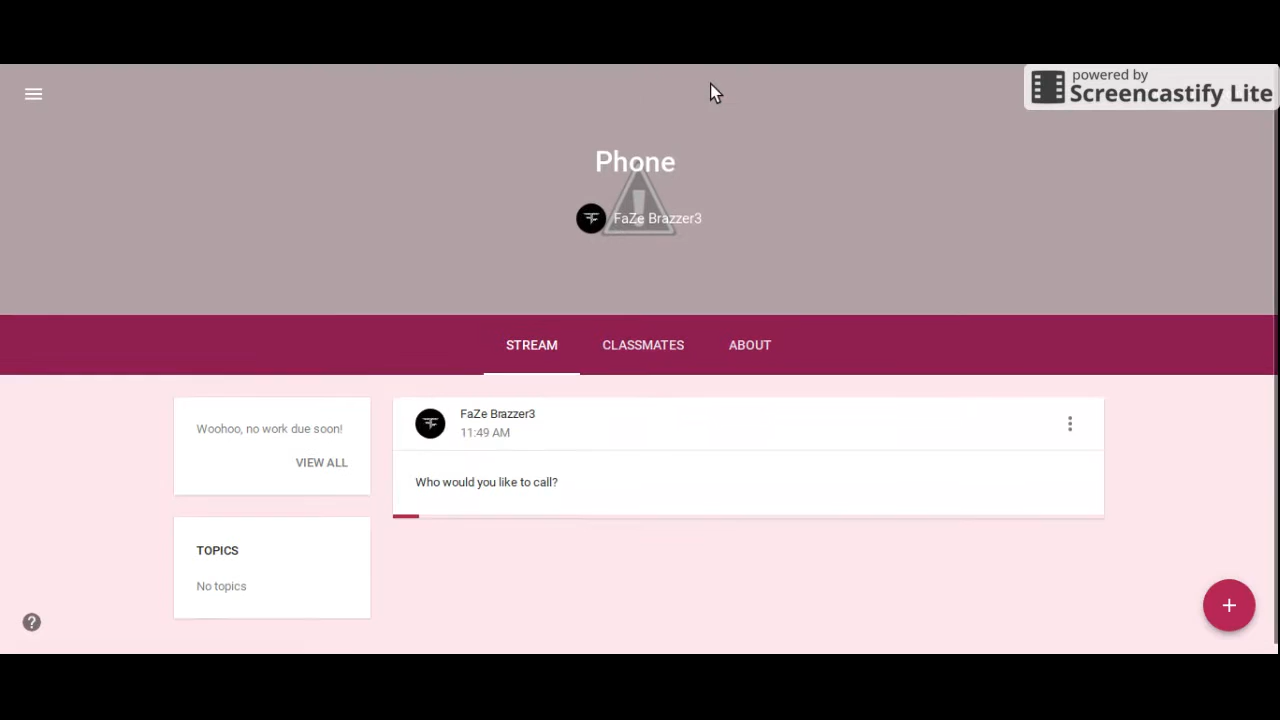 powered by
Screencastify Lite
Phone
FaZe Brazzer3
STREAM CLASSMATES ABOUT
Woohoo, no work due soon!
VIEW ALL
FaZe Brazzer3
11:49 AM
Who would you like to call?
TOPICS
No topics